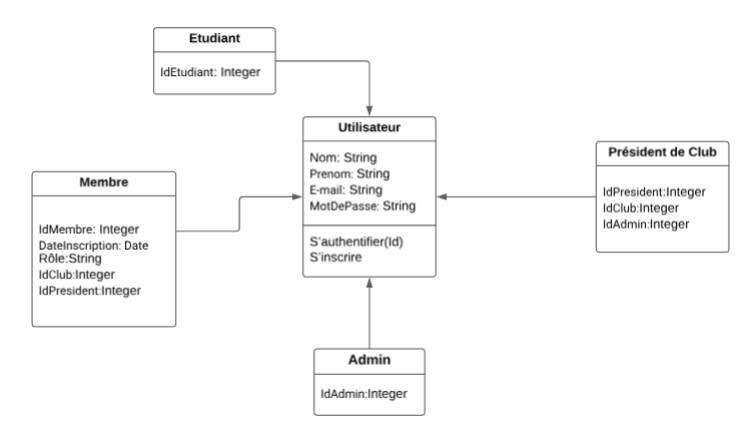 Etudiant
IdEtudiant: Integer
Utilisateur
Nom: String
Prenom: String
E-mail: String
MotDePasse: String
S'authentifier(Id)
S'inscrire
Président de Club
IdPresident:Integer
IdClub:Integer
IdAdmin:Integer
Membre
IdMembre: Integer
DateInscription: Date
Rôle:String
IdClub:Integer
IdPresident:Integer
Admin
IdAdmin:Integer